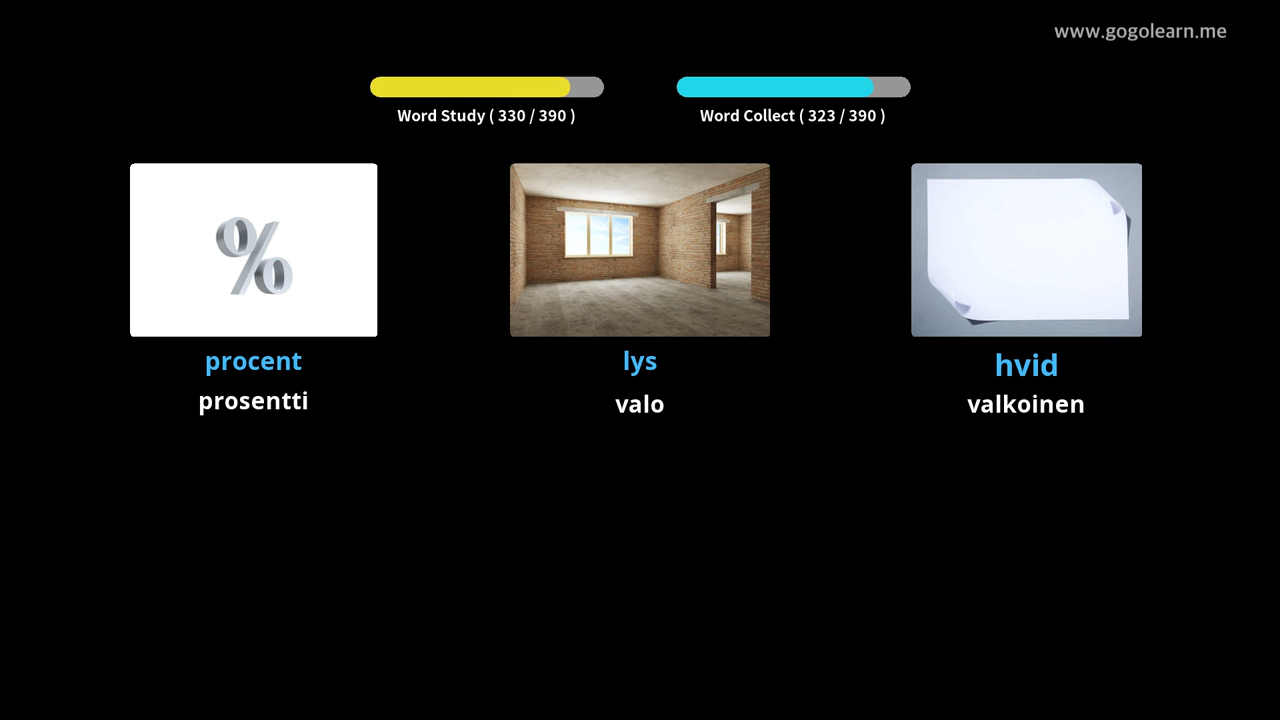 www.gogolearn.me
Word Study ( 330 / 390 )
Word Collect ( 323 / 390 )
%
procent
lys
hvid
prosentti
valo
valkoinen